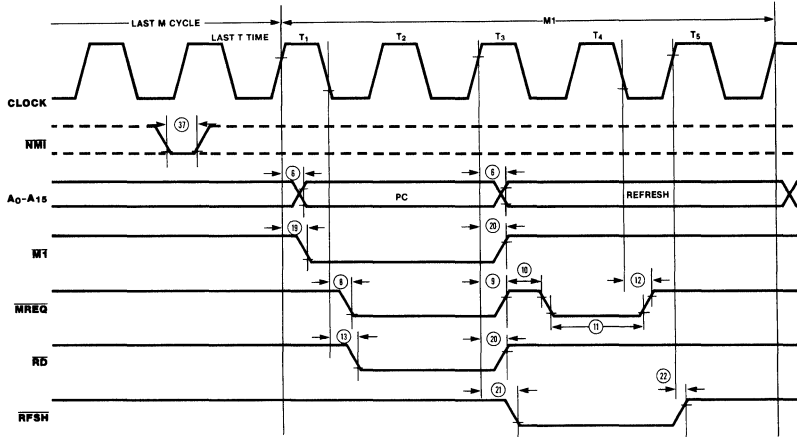 LAST M CYCLE
M1
LAST T TIME T1 T2 T3 T4 T5
CLOCK
37
NMI
6 6
A0-A15 PC REFRESH
19 20
M1
8 9 10 12
MREQ 11
13 20
RD
21 22
RFSH